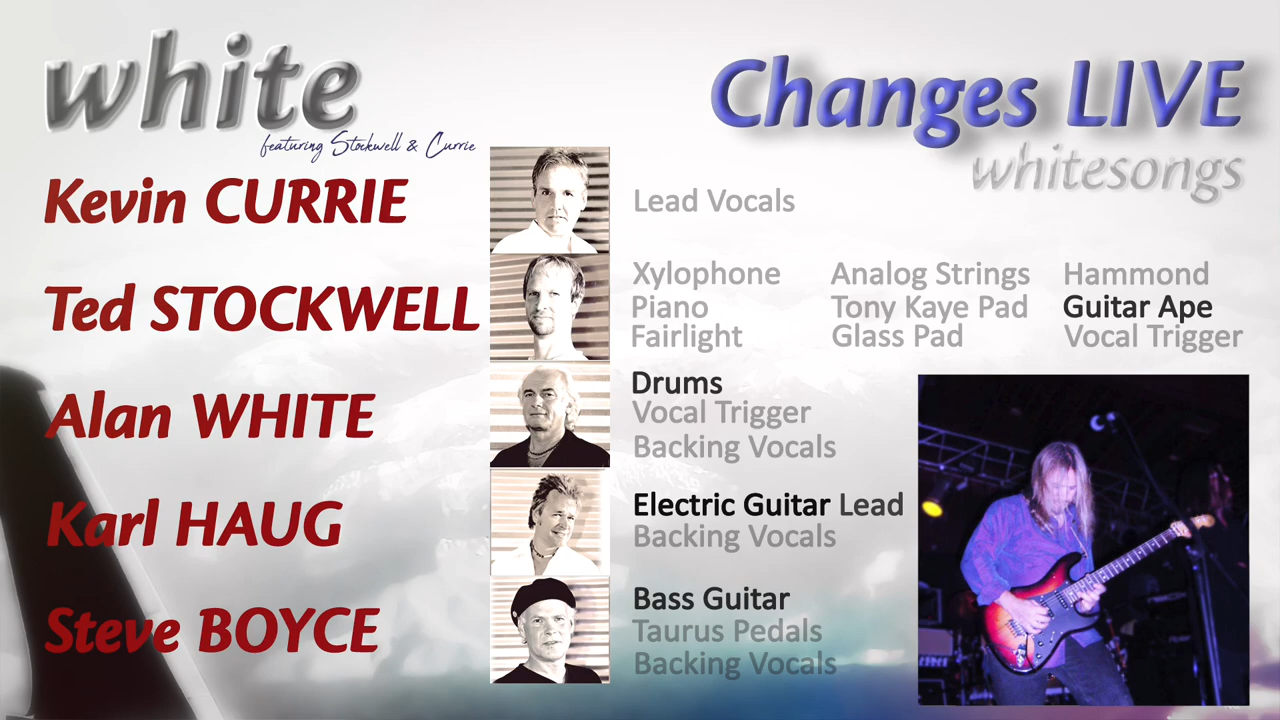 white
featuring Stockwell & Currie
Changes LIVE
whitesongs
Kevin CURRIE
Lead Vocals
Ted STOCKWELL
Xylophone Analog Strings Hammond
Piano Tony Kaye Pad Guitar Ape
Fairlight Glass Pad Vocal Trigger
Alan WHITE
Drums
Vocal Trigger
Backing Vocals
Karl HAUG
Electric Guitar Lead
Backing Vocals
Steve BOYCE
Bass Guitar
Taurus Pedals
Backing Vocals